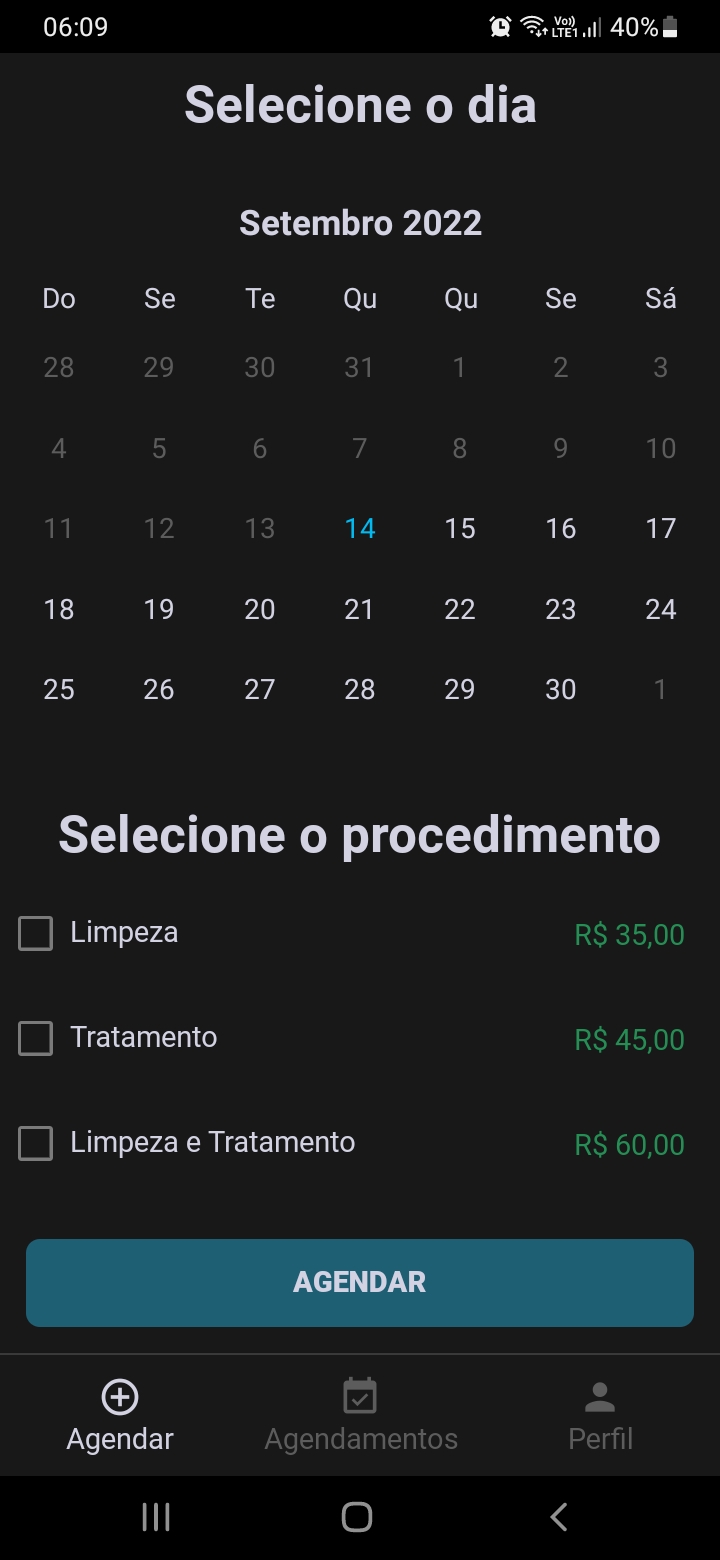 06:09 Vo)) LTE1 40%
Selecione o dia
Setembro 2022
Do Se Te Qu Qu Se Sá
28 29 30 31 1 2 3
4 5 6 7 8 9 10
11 12 13 14 15 16 17
18 19 20 21 22 23 24
25 26 27 28 29 30 1
Selecione o procedimento
Limpeza R$ 35,00
Tratamento R$ 45,00
Limpeza e Tratamento R$ 60,00
AGENDAR
Agendar Agendamentos Perfil